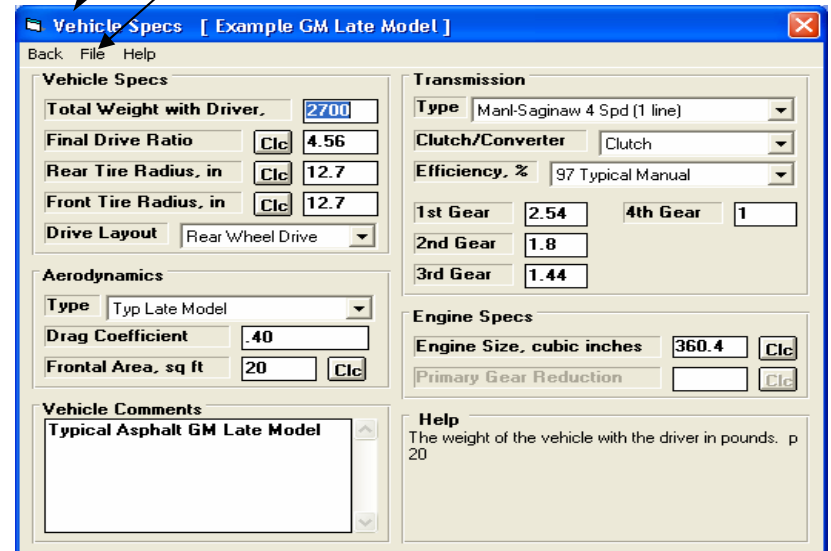 Vehicle Specs [ Example GM Late Model ]
Back File Help
Vehicle Specs
Total Weight with Driver, 2700
Final Drive Ratio Clc 4.56
Rear Tire Radius, in Clc 12.7
Front Tire Radius, in Clc 12.7
Drive Layout Rear Wheel Drive
Aerodynamics
Type Typ Late Model
Drag Coefficient .40
Frontal Area, sq ft 20 Clc
Vehicle Comments
Typical Asphalt GM Late Model
Transmission
Type Manl-Saginaw 4 Spd (1 line)
Clutch/Converter Clutch
Efficiency, % 97 Typical Manual
1st Gear 2.54 4th Gear 1
2nd Gear 1.8
3rd Gear 1.44
Engine Specs
Engine Size, cubic inches 360.4 Clc
Primary Gear Reduction Clc
Help
The weight of the vehicle with the driver in pounds. p
20